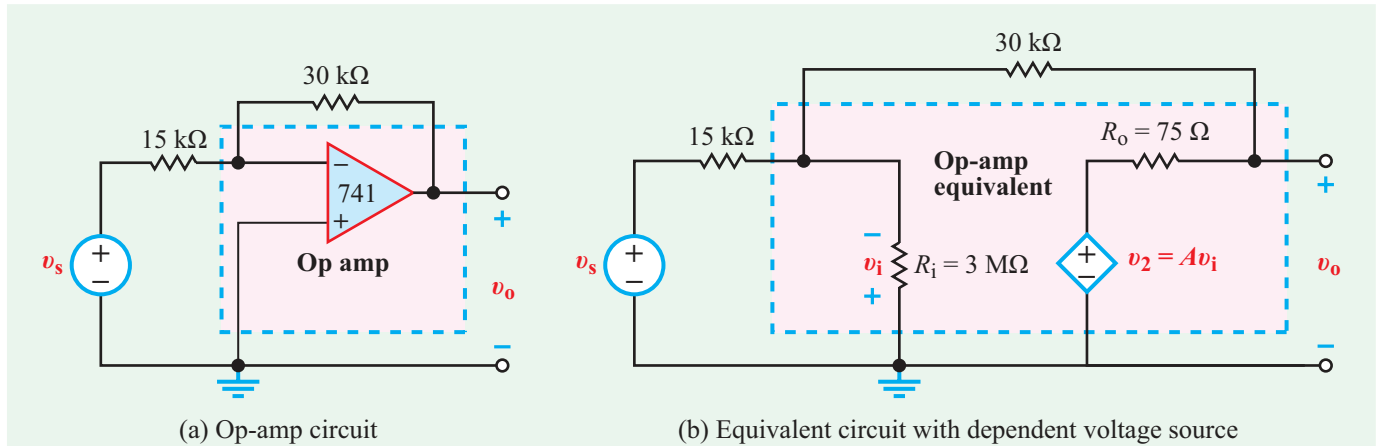 30 kΩ
15 kΩ
−
741
+
Op amp
+
−
vs
+
vo
−
(a) Op-amp circuit
30 kΩ
15 kΩ
Ro = 75 Ω
Op-amp
equivalent
+
−
vs
−
vi
+
Ri = 3 MΩ
+
−
v2 = Avi
+
vo
−
(b) Equivalent circuit with dependent voltage source